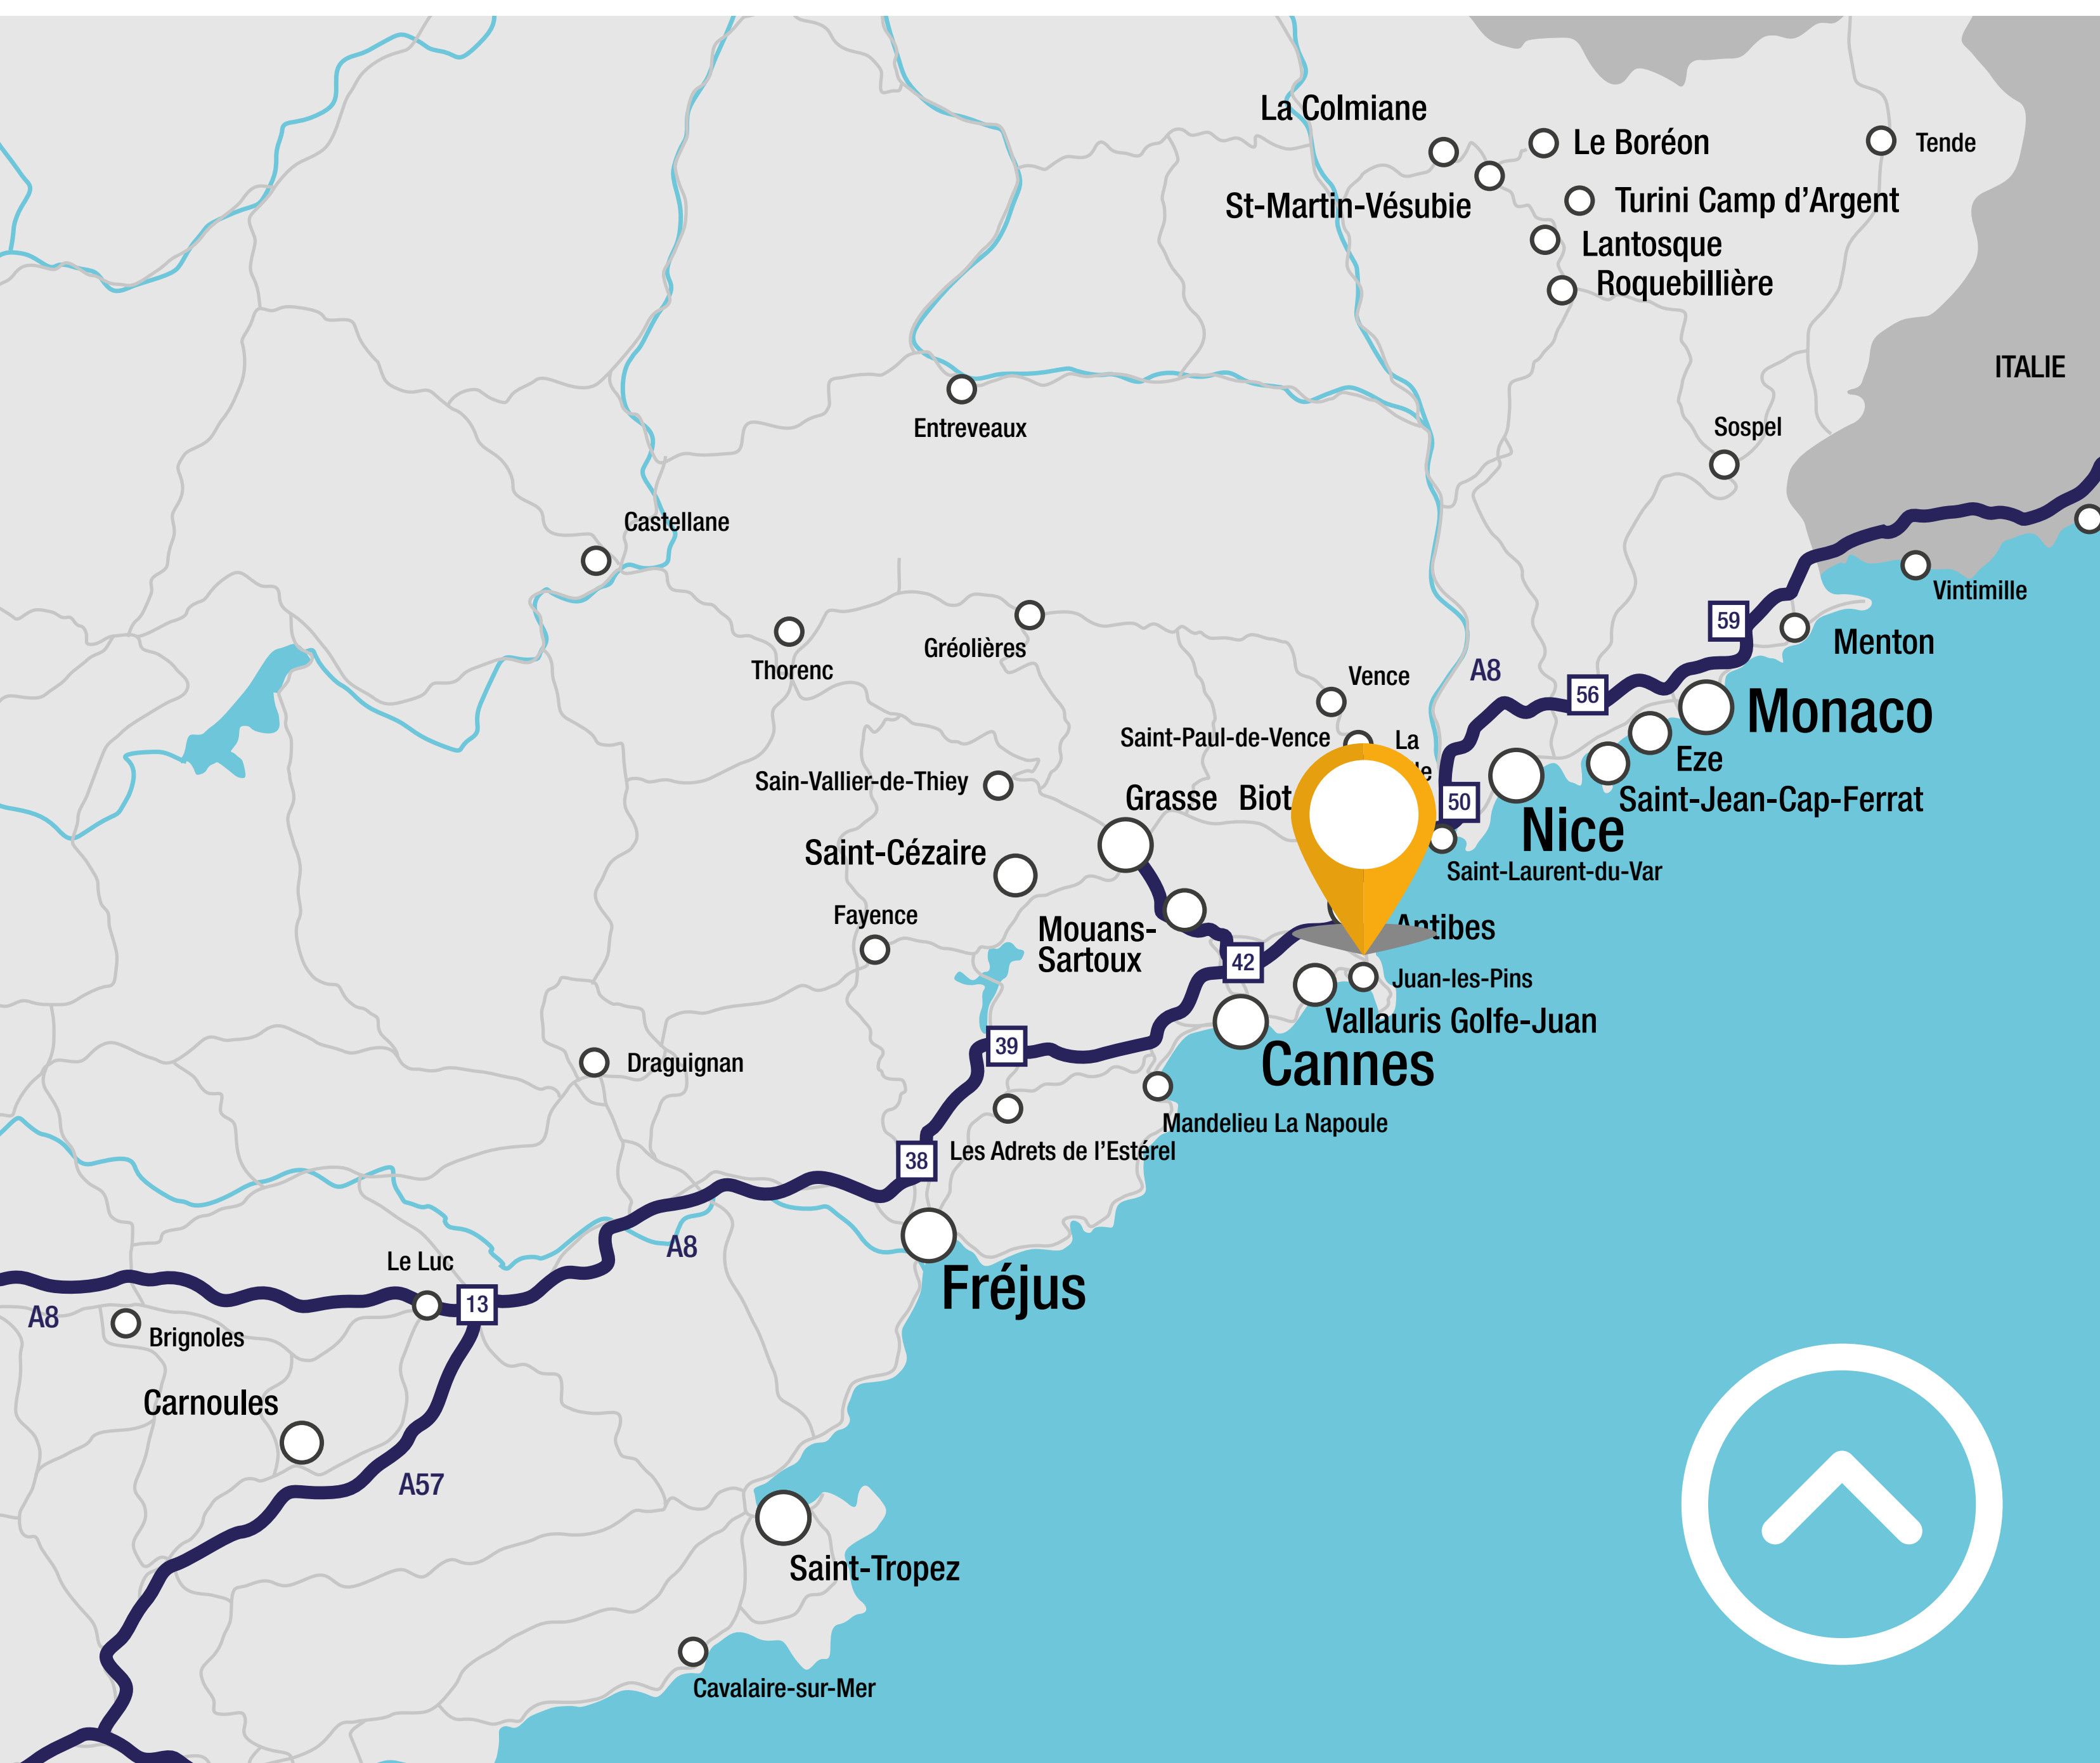 La Colmiane
Le Boréon
Tende
St-Martin-Vésubie
Turini Camp d’Argent
Lantosque
Roquebillière
ITALIE
Entreveaux
Sospel
Castellane
Vintimille
59
Gréolières
Menton
Thorenc
Vence
A8
56
Monaco
Saint-Paul-de-Vence
La
Eze
Sain-Vallier-de-Thiey
Grasse
Biot
50
Saint-Jean-Cap-Ferrat
Nice
Saint-Cézaire
Saint-Laurent-du-Var
Fayence
Mouans-
Sartoux
Antibes
42
Juan-les-Pins
Vallauris Golfe-Juan
39
Cannes
Draguignan
Mandelieu La Napoule
38
Les Adrets de l’Estérel
A8
Le Luc
Fréjus
13
A8
Brignoles
Carnoules
A57
Saint-Tropez
Cavalaire-sur-Mer